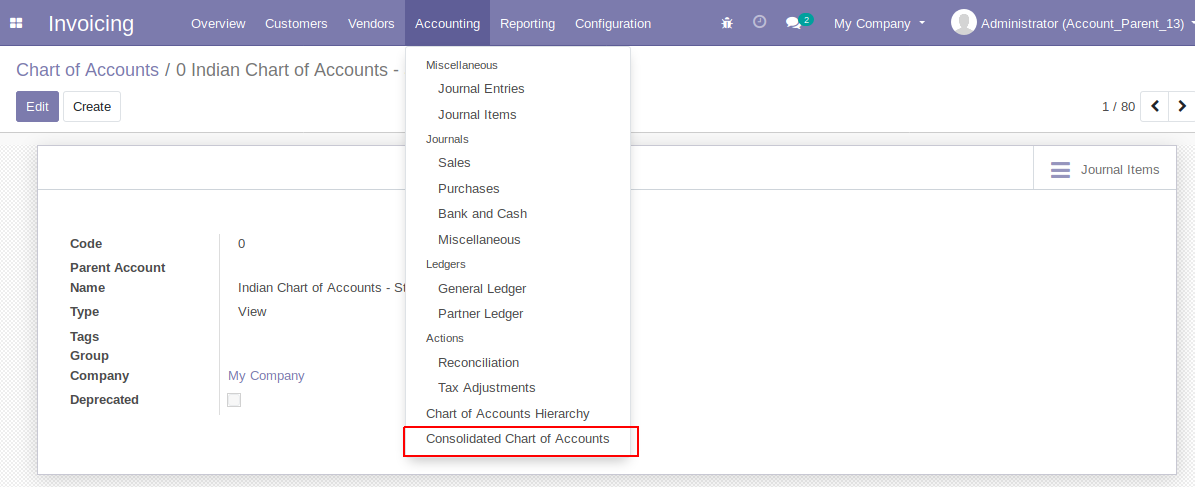 Invoicing Overview Customers Vendors Accounting Reporting Configuration 2 My Company Administrator (Account_Parent_13)
Chart of Accounts / 0 Indian Chart of Accounts -
Edit Create 1 / 80
Miscellaneous
Journal Entries
Journal Items
Journals
Sales
Purchases
Bank and Cash
Miscellaneous
Ledgers
General Ledger
Partner Ledger
Actions
Reconciliation
Tax Adjustments
Chart of Accounts Hierarchy
Consolidated Chart of Accounts
Journal Items
Code 0
Parent Account
Name Indian Chart of Accounts - St
Type View
Tags
Group
Company My Company
Deprecated